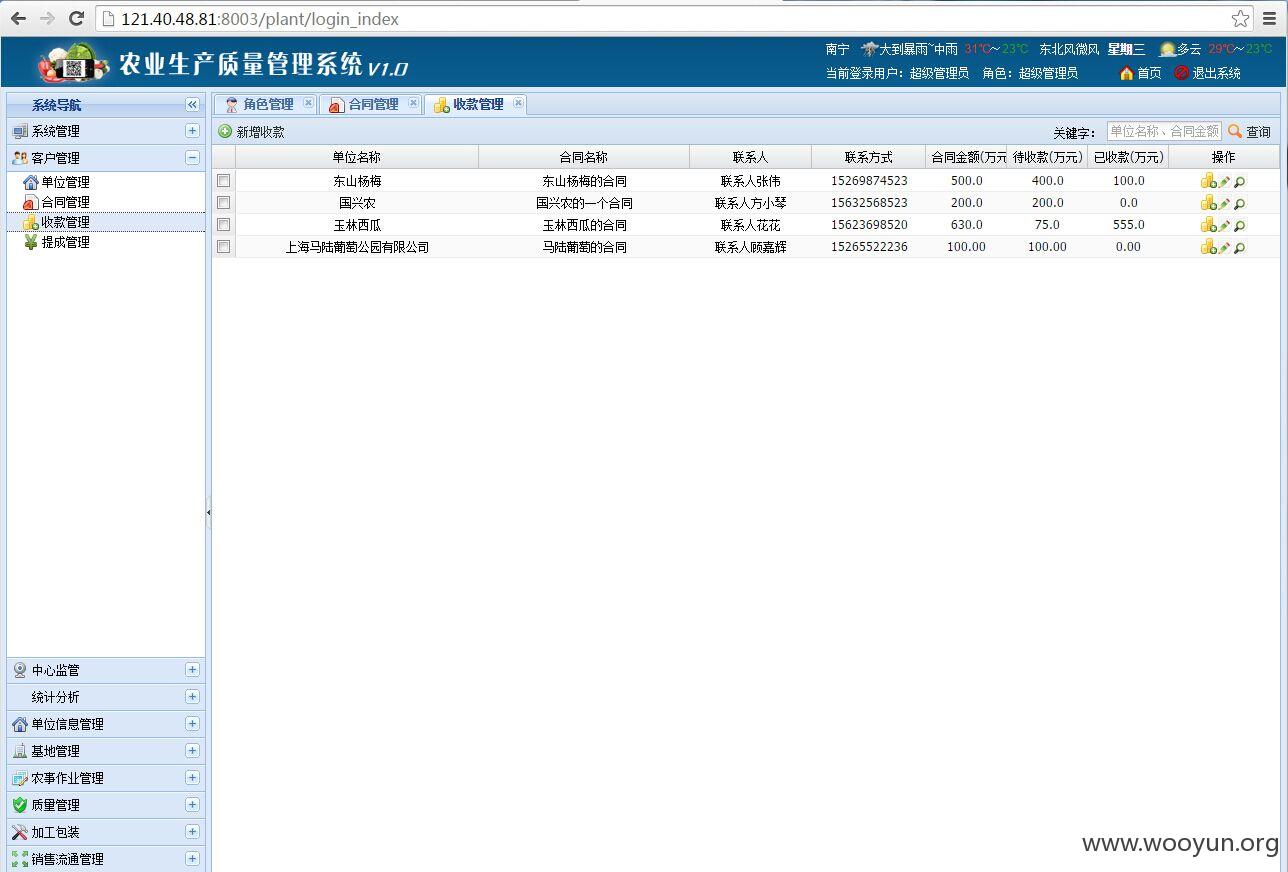 121.40.48.81:8003/plant/login_index
农业生产质量管理系统 V1.0
南宁 大到暴雨~中雨 31℃~23℃ 东北风微风 星期三 多云 29℃~23℃
当前登录用户：超级管理员 角色：超级管理员 首页 退出系统
系统导航
系统管理
客户管理
单位管理
合同管理
收款管理
提成管理
中心监管
统计分析
单位信息管理
基地管理
农事作业管理
质量管理
加工包装
销售流通管理
角色管理 合同管理 收款管理
新增收款 关键字： 单位名称、合同金额 查询
单位名称 合同名称 联系人 联系方式 合同金额(万元 待收款(万元) 已收款(万元) 操作
东山杨梅 东山杨梅的合同 联系人张伟 15269874523 500.0 400.0 100.0
国兴农 国兴农的一个合同 联系人方小琴 15632568523 200.0 200.0 0.0
玉林西瓜 玉林西瓜的合同 联系人花花 15623698520 630.0 75.0 555.0
上海马陆葡萄公园有限公司 马陆葡萄的合同 联系人顾嘉辉 15265522236 100.00 100.00 0.00
www.wooyun.org